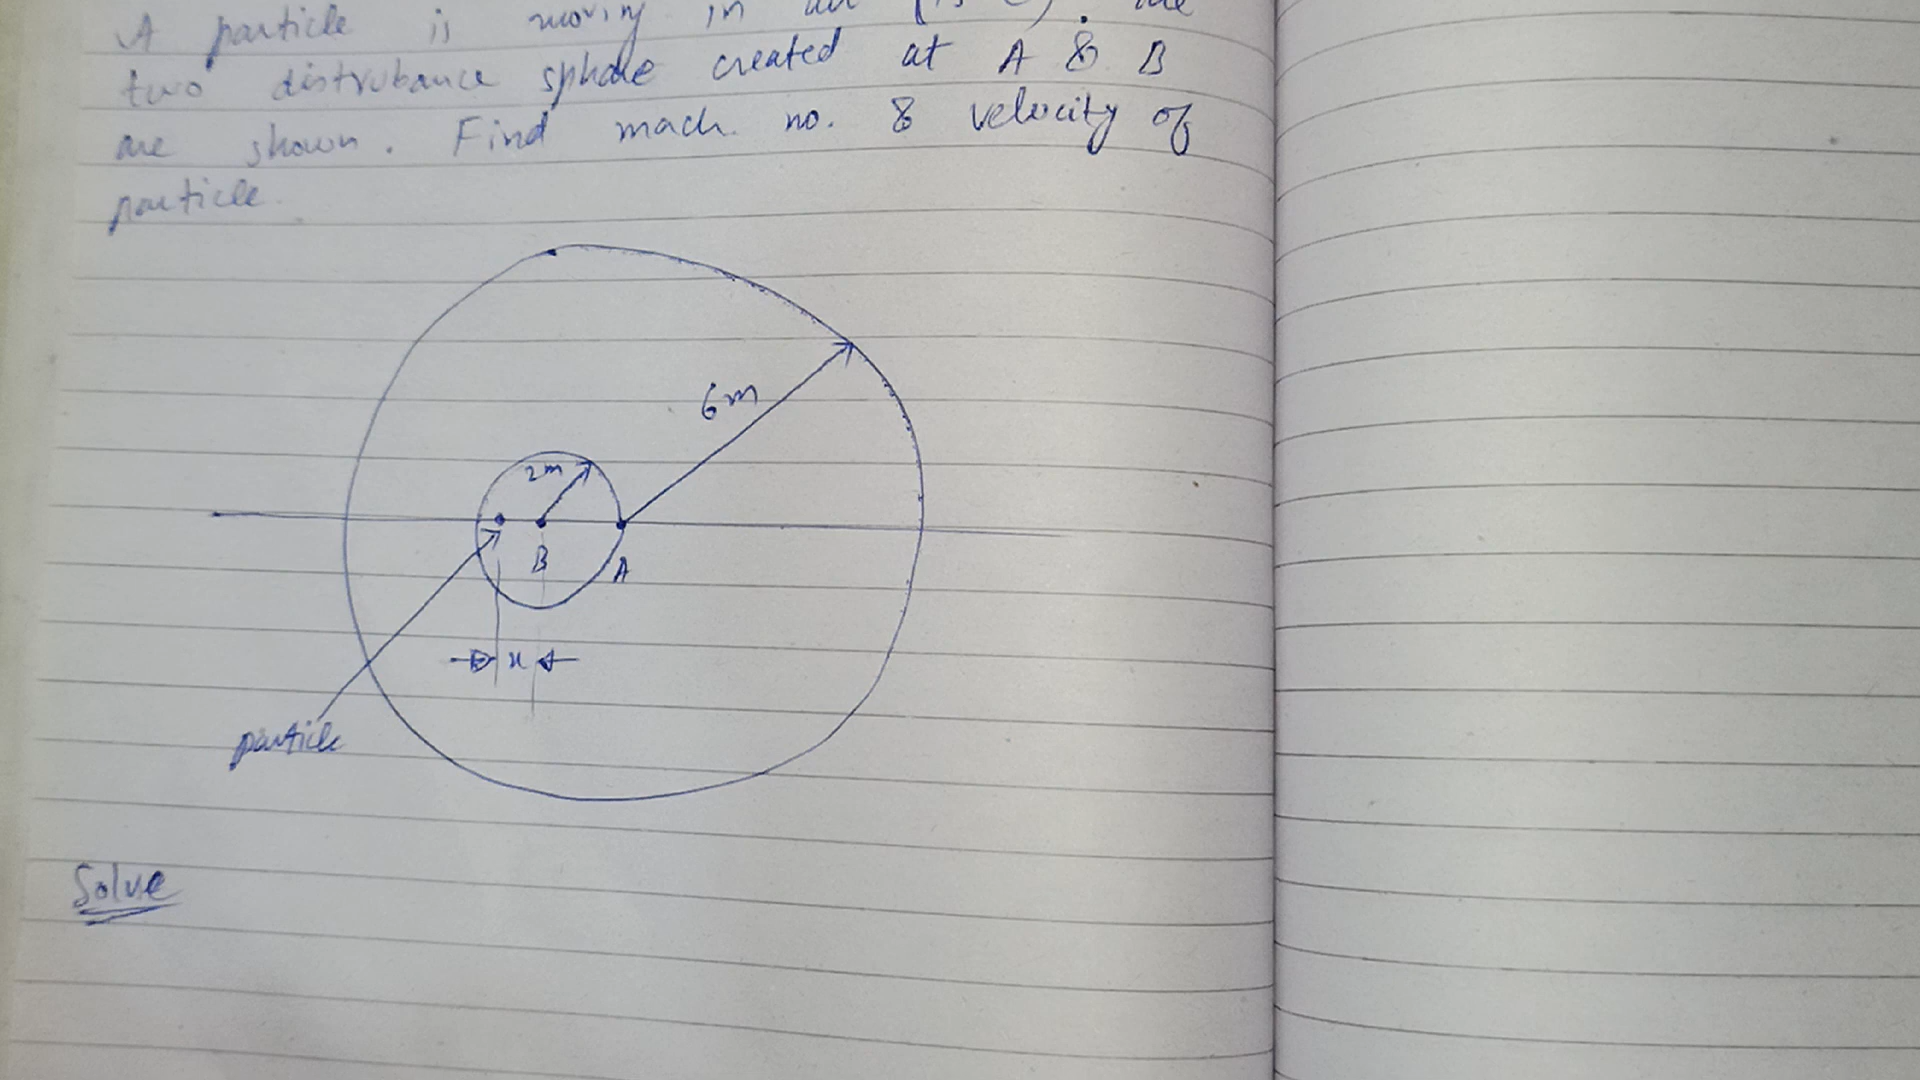 A particle is moving in
two distrubance sphere created at A & B
are shown. Find mach no. & velocity of
particle.
6m
2m
B
A
x
particle
Solve